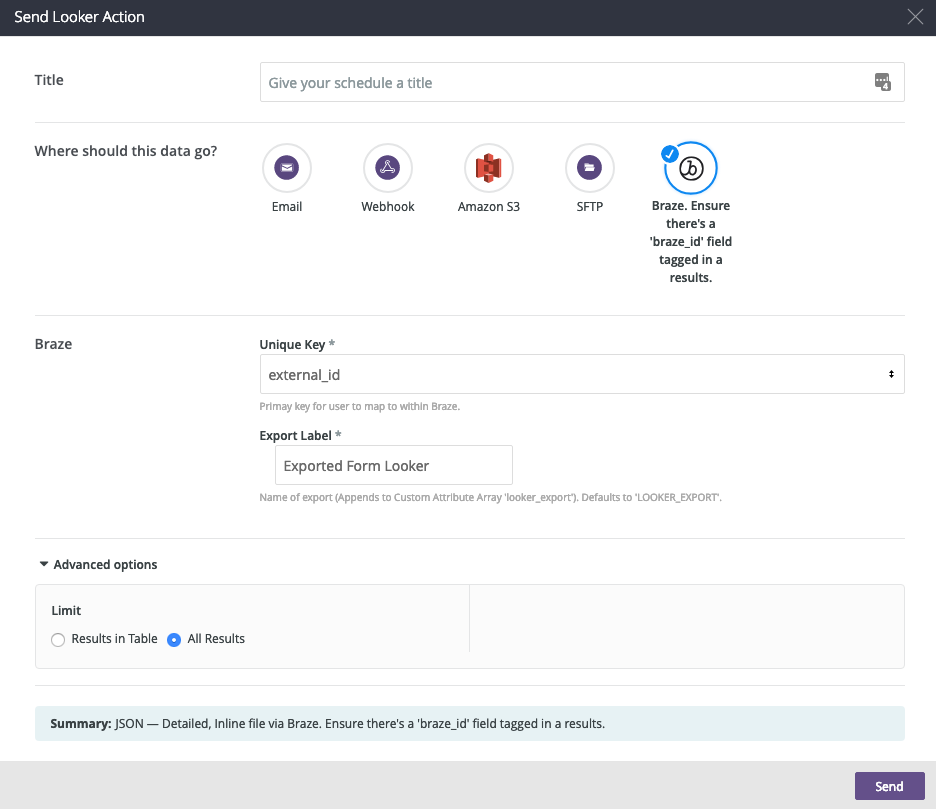 Send Looker Action
Title
Give your schedule a title
4
Where should this data go?
Email
Webhook
Amazon S3
SFTP
Braze. Ensure
there's a
'braze_id' field
tagged in a
results.
Braze
Unique Key *
external_id
Primay key for user to map to within Braze.
Export Label *
Exported Form Looker
Name of export (Appends to Custom Attribute Array 'looker_export'). Defaults to 'LOOKER_EXPORT'.
Advanced options
Limit
Results in Table
All Results
Summary: JSON — Detailed, Inline file via Braze. Ensure there's a 'braze_id' field tagged in a results.
Send